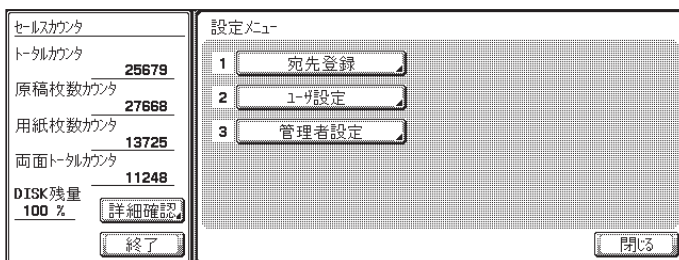 セールスカウンタ
トータルカウンタ
25679
原稿枚数カウンタ
27668
用紙枚数カウンタ
13725
両面トータルカウンタ
11248
DISK残量
100 %
詳細確認
終了
設定メニュー
1 宛先登録
2 ユーザ設定
3 管理者設定
閉じる